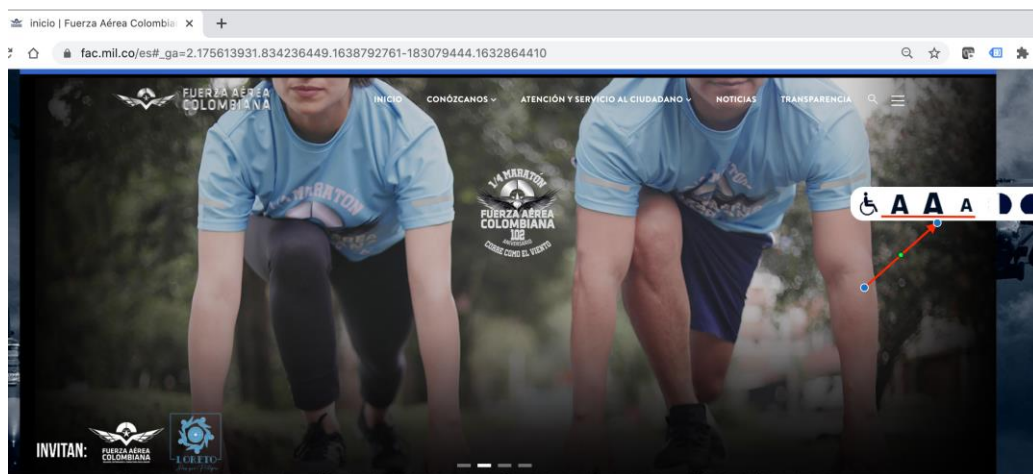 inicio | Fuerza Aérea Colombia
fac.mil.co/es#_ga=2.175613931.834236449.1638792761-183079444.1632864410
FUERZA AÉREA
COLOMBIANA
INICIO CONÓZCANOS ATENCIÓN Y SERVICIO AL CIUDADANO NOTICIAS TRANSPARENCIA
1/4 MARATÓN
FUERZA AÉREA
COLOMBIANA
102
ANIVERSARIO
CORRE COMO EL VIENTO
A A A
INVITAN:
FUERZA AÉREA
COLOMBIANA
LORETO